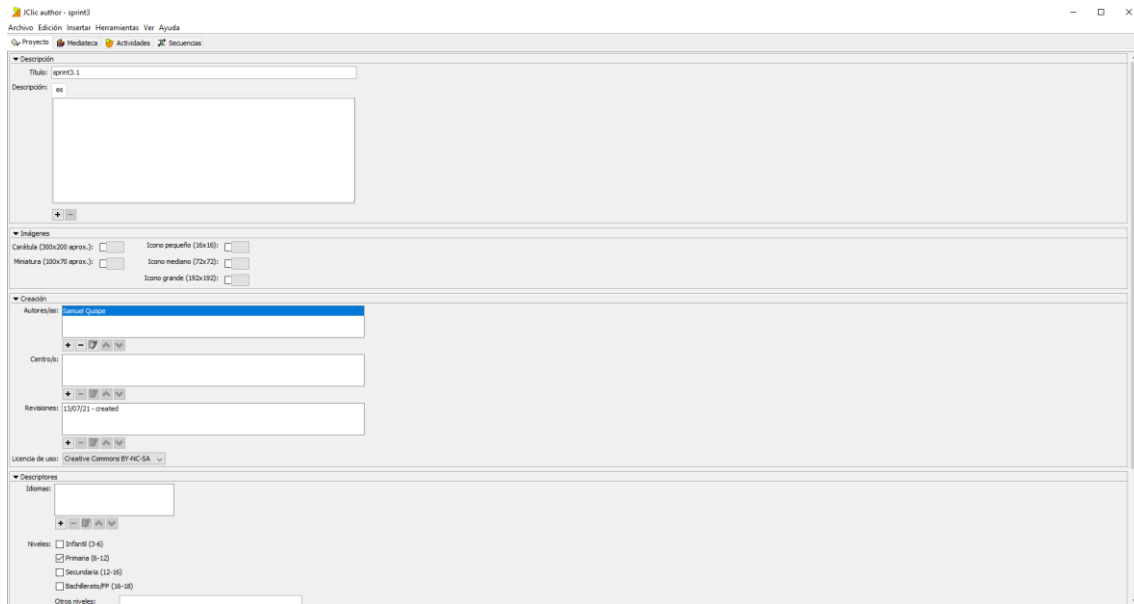 JClic author - sprint3
Archivo Edición Insertar Herramientas Ver Ayuda
Proyecto Mediateca Actividades Secuencias
Descripción
Título: sprint3.1
Descripción: es
Imágenes
Carátula (300x200 aprox.): Icono pequeño (16x16):
Miniatura (100x70 aprox.): Icono mediano (72x72):
Icono grande (192x192):
Creación
Autores/as: Samuel Quispe
Centro/s:
Revisiones: 13/07/21 - created
Licencia de uso: Creative Commons BY-NC-SA
Descriptores
Idiomas:
Niveles: Infantil (3-6)
Primaria (6-12)
Secundaria (12-16)
Bachillerato/FP (16-18)
Otros niveles: